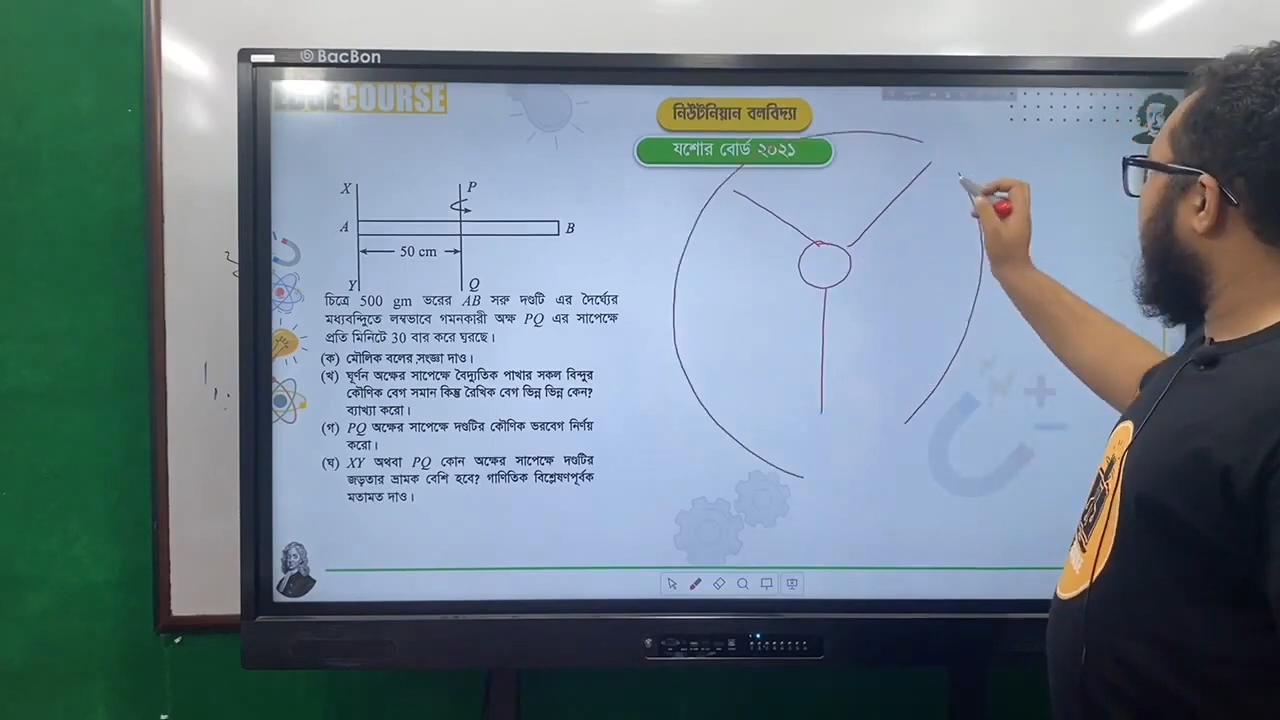 BacBon
EDGECOURSE
নিউটনিয়ান বলবিদ্যা
যশোর বোর্ড ২০২১
X
P
A
B
50 cm
Y
Q
চিত্রে 500 gm ভরের AB সরু দণ্ডটি এর দৈর্ঘ্যের
মধ্যবিন্দুতে লম্বভাবে গমনকারী অক্ষ PQ এর সাপেক্ষে
প্রতি মিনিটে 30 বার করে ঘুরছে।
(ক) মৌলিক বলের সংজ্ঞা দাও।
(খ) ঘূর্ণন অক্ষের সাপেক্ষে বৈদ্যুতিক পাখার সকল বিন্দুর
কৌণিক বেগ সমান কিন্তু রৈখিক বেগ ভিন্ন ভিন্ন কেন?
ব্যাখ্যা করো।
(গ) PQ অক্ষের সাপেক্ষে দণ্ডটির কৌণিক ভরবেগ নির্ণয়
করো।
(ঘ) XY অথবা PQ কোন অক্ষের সাপেক্ষে দণ্ডটির
জড়তার ভ্রামক বেশি হবে? গাণিতিক বিশ্লেষণপূর্বক
মতামত দাও।